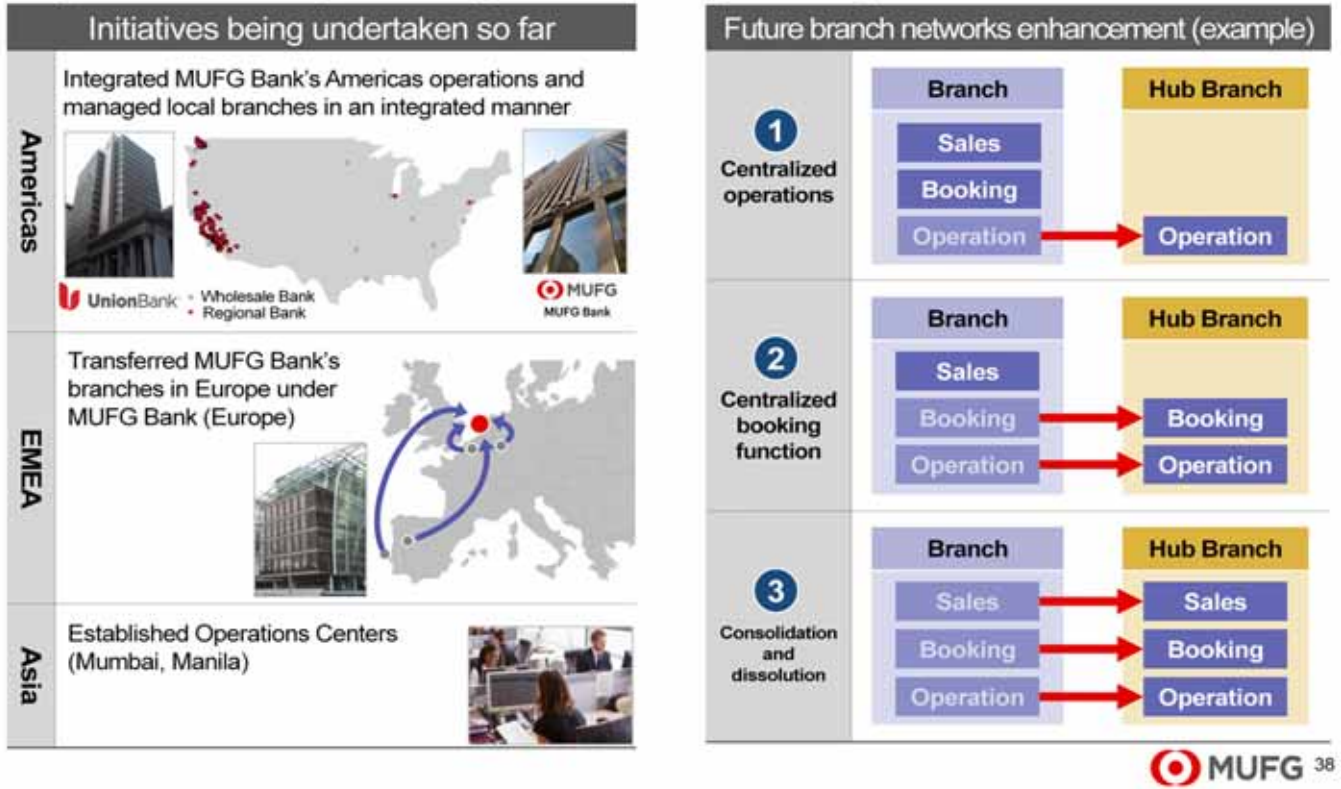 Initiatives being undertaken so far
Americas
Integrated MUFG Bank's Americas operations and
managed local branches in an integrated manner
UnionBank
Wholesale Bank
Regional Bank
MUFG
MUFG Bank
EMEA
Transferred MUFG Bank's
branches in Europe under
MUFG Bank (Europe)
Asia
Established Operations Centers
(Mumbai, Manila)
Future branch networks enhancement (example)
1
Centralized
operations
Branch
Sales
Booking
Operation
Hub Branch
Operation
2
Centralized
booking
function
Branch
Sales
Booking
Operation
Hub Branch
Booking
Operation
3
Consolidation
and
dissolution
Branch
Sales
Booking
Operation
Hub Branch
Sales
Booking
Operation
MUFG 38